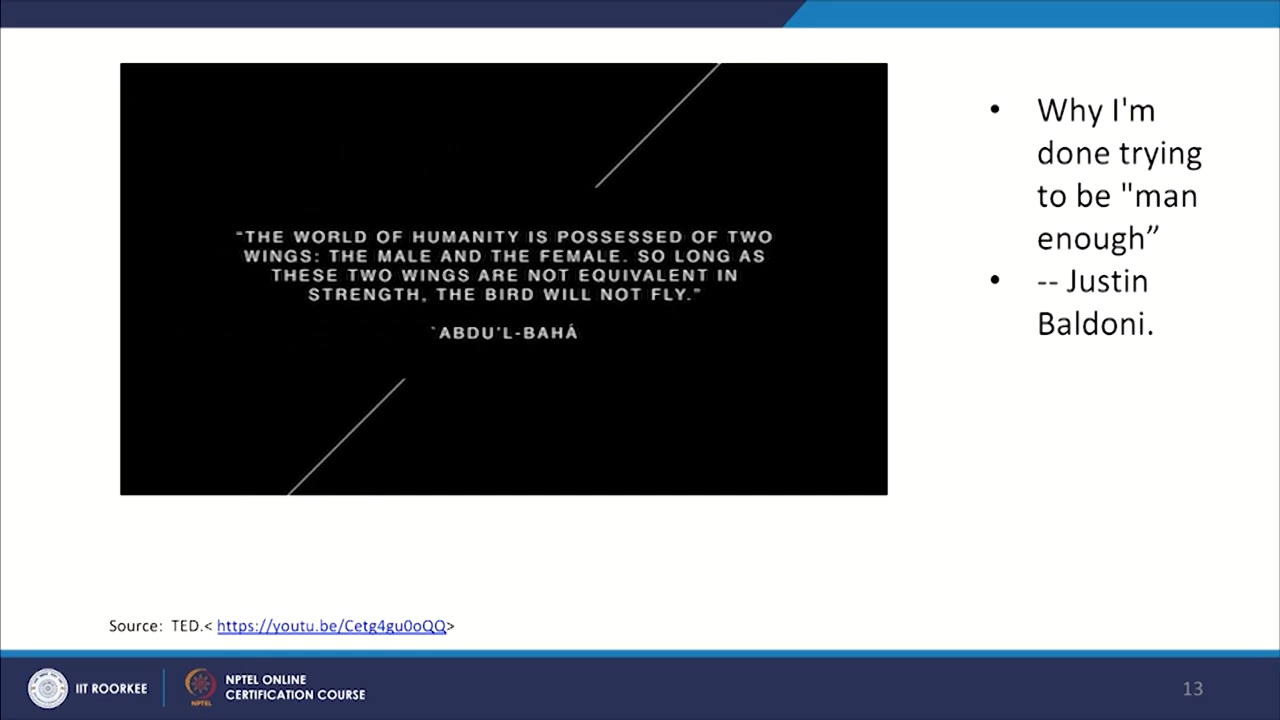 “THE WORLD OF HUMANITY IS POSSESSED OF TWO
WINGS: THE MALE AND THE FEMALE. SO LONG AS
THESE TWO WINGS ARE NOT EQUIVALENT IN
STRENGTH, THE BIRD WILL NOT FLY.”
`ABDU'L-BAHÁ
• Why I'm
done trying
to be "man
enough”
• -- Justin
Baldoni.
Source: TED.< https://youtu.be/Cetg4gu0oQQ>
IIT ROORKEE
NPTEL
NPTEL ONLINE
CERTIFICATION COURSE
13